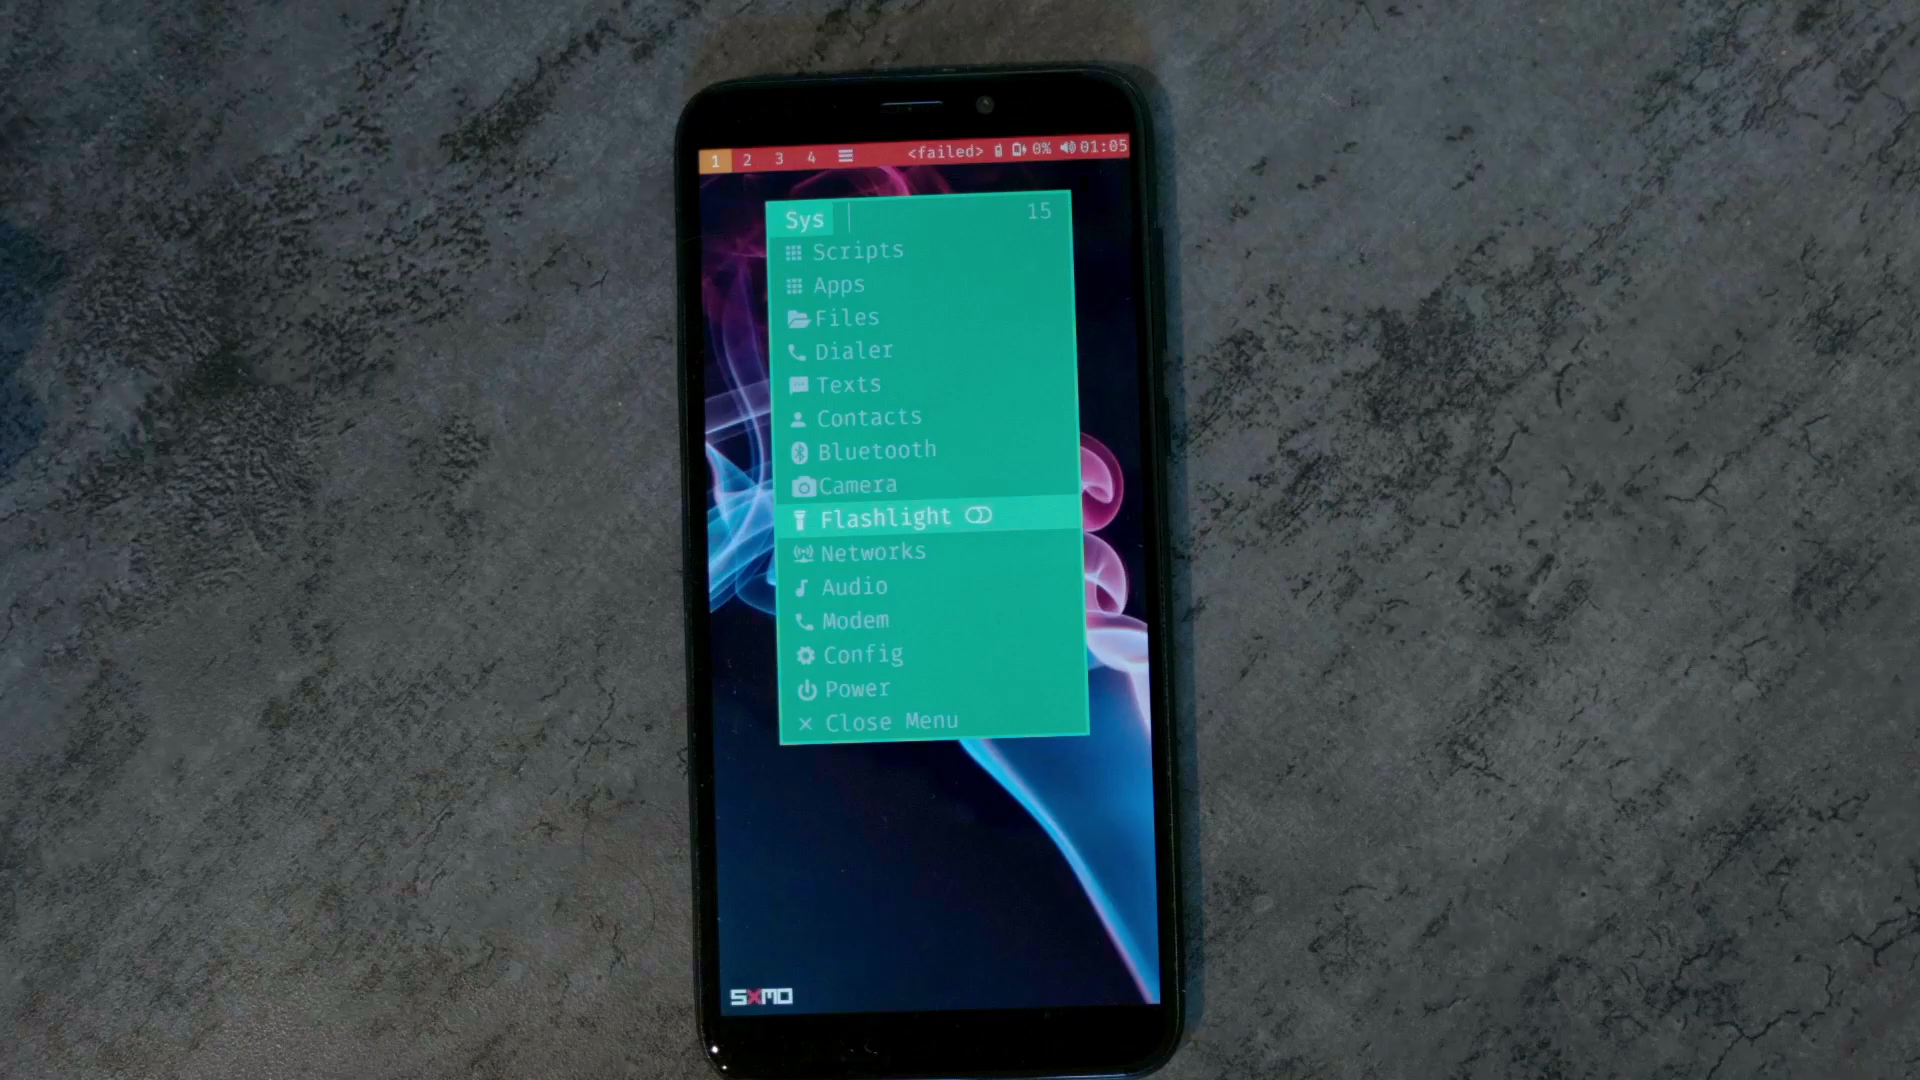 1 2 3 4 <failed> 0% 01:05
Sys 15
Scripts
Apps
Files
Dialer
Texts
Contacts
Bluetooth
Camera
Flashlight
Networks
Audio
Modem
Config
Power
Close Menu
SXMO